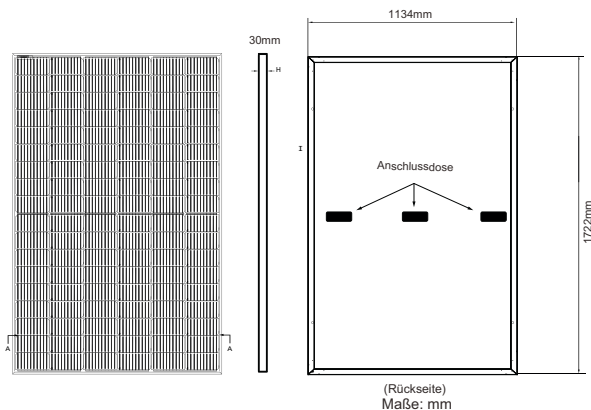 1134mm
30mm
H
I
Anschlussdose
1722mm
A
A
(Rückseite)
Maße: mm